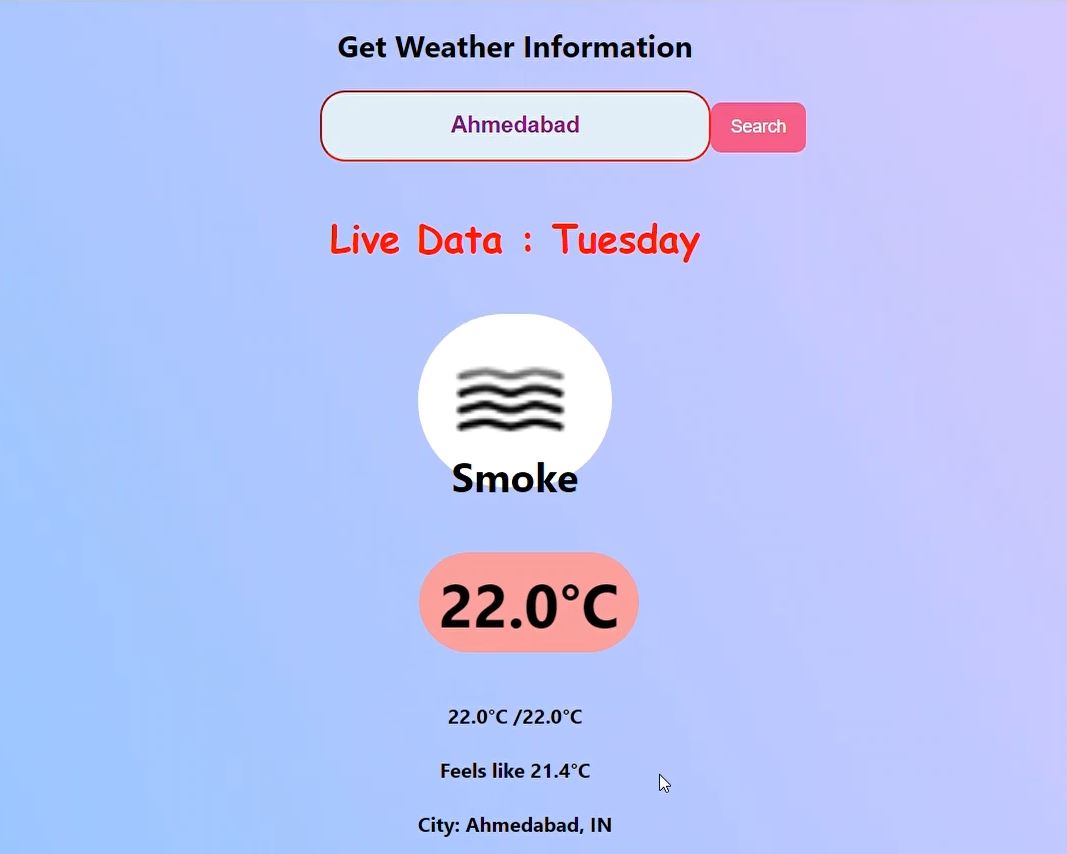 Get Weather Information
Ahmedabad
Search
Live Data : Tuesday
Smoke
22.0°C
22.0°C /22.0°C
Feels like 21.4°C
City: Ahmedabad, IN